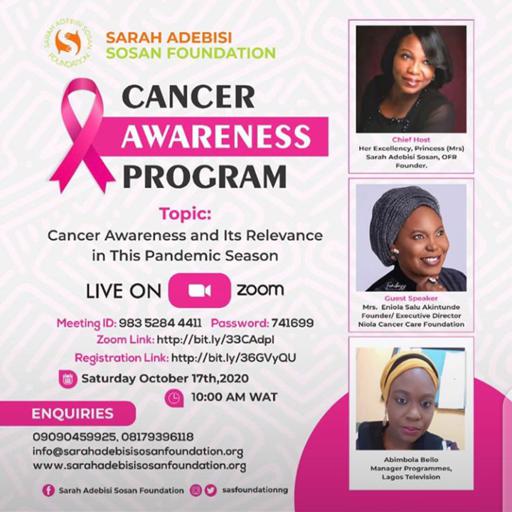 SARAH ADEBISI
SOSAN FOUNDATION
SARAH ADEBISI SOSAN
FOUNDATION
CANCER
AWARENESS
PROGRAM
Topic:
Cancer Awareness and Its Relevance
in This Pandemic Season
LIVE ON zoom
Meeting ID: 983 5284 4411 Password: 741699
Zoom Link: http://bit.ly/33CAdpl
Registration Link: http://bit.ly/36GVyQU
Saturday October 17th,2020
10:00 AM WAT
ENQUIRIES
09090459925, 08179396118
info@sarahadebisisosanfoundation.org
www.sarahadebisisosanfoundation.org
Sarah Adebisi Sosan Foundation sasfoundationng
Chief Host
Her Excellency, Princess (Mrs)
Sarah Adebisi Sosan, OFR
Founder.
Guest Speaker
Mrs. Eniola Salu Akintunde
Founder/ Executive Director
Niola Cancer Care Foundation
Abimbola Bello
Manager Programmes,
Lagos Television